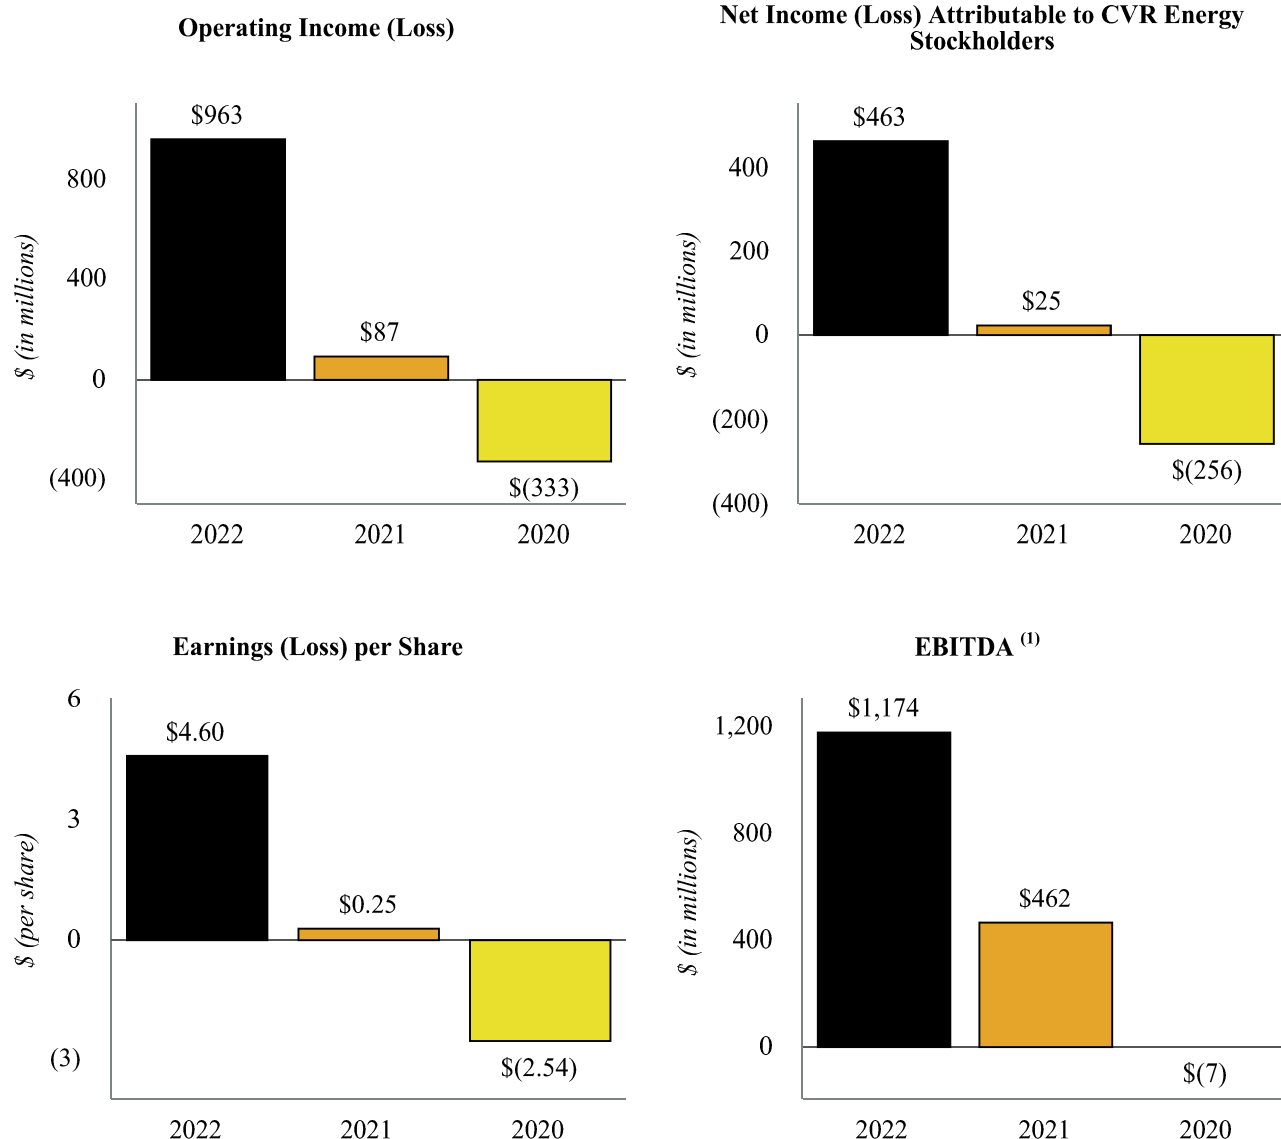 Operating Income (Loss)
$ (in millions)
800
400
0
(400)
$963
$87
$(333)
2022 2021 2020
Net Income (Loss) Attributable to CVR Energy
Stockholders
$ (in millions)
400
200
0
(200)
(400)
$463
$25
$(256)
2022 2021 2020
Earnings (Loss) per Share
$ (per share)
6
3
0
(3)
$4.60
$0.25
$(2.54)
2022 2021 2020
EBITDA (1)
$ (in millions)
1,200
800
400
0
$1,174
$462
$(7)
2022 2021 2020